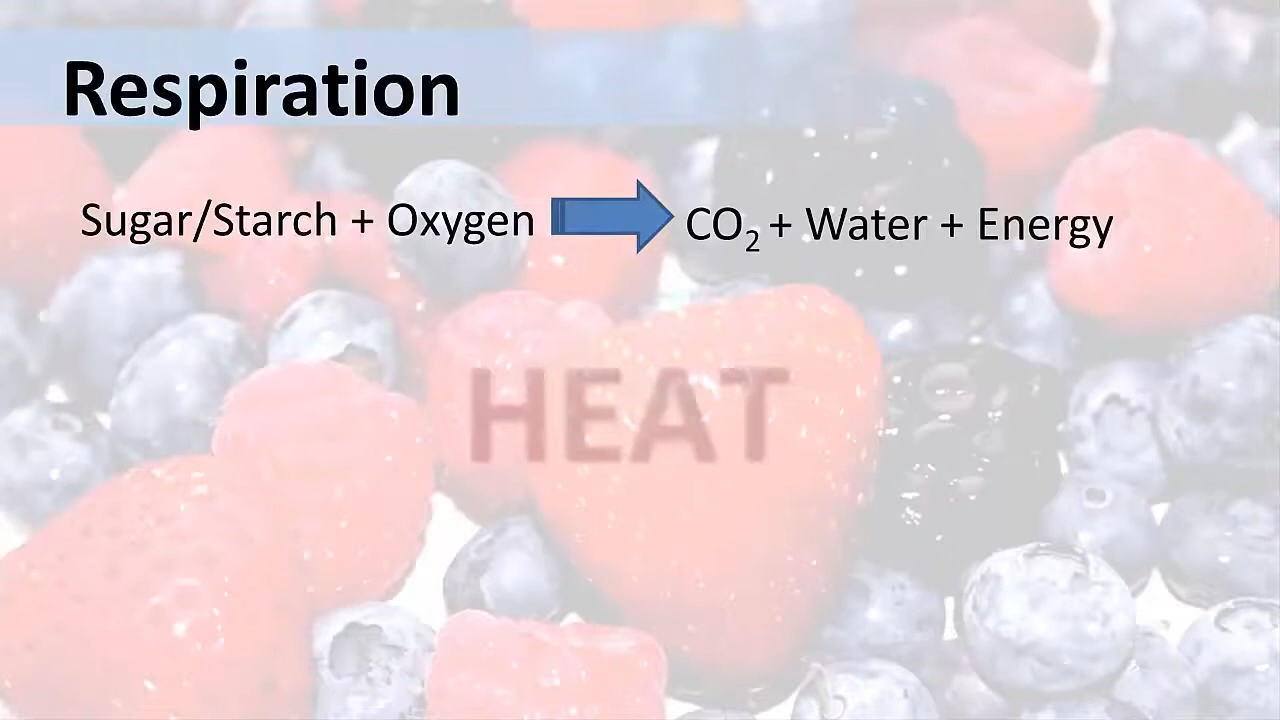 Respiration
Sugar/Starch + Oxygen CO₂ + Water + Energy
HEAT